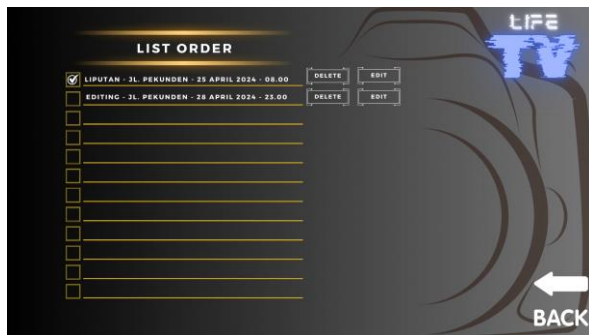 LIFE
TV
LIST ORDER
LIPUTAN - JL. PEKUNDEN - 25 APRIL 2024 - 08.00 DELETE EDIT
EDITING - JL. PEKUNDEN - 28 APRIL 2024 - 23.00 DELETE EDIT
BACK